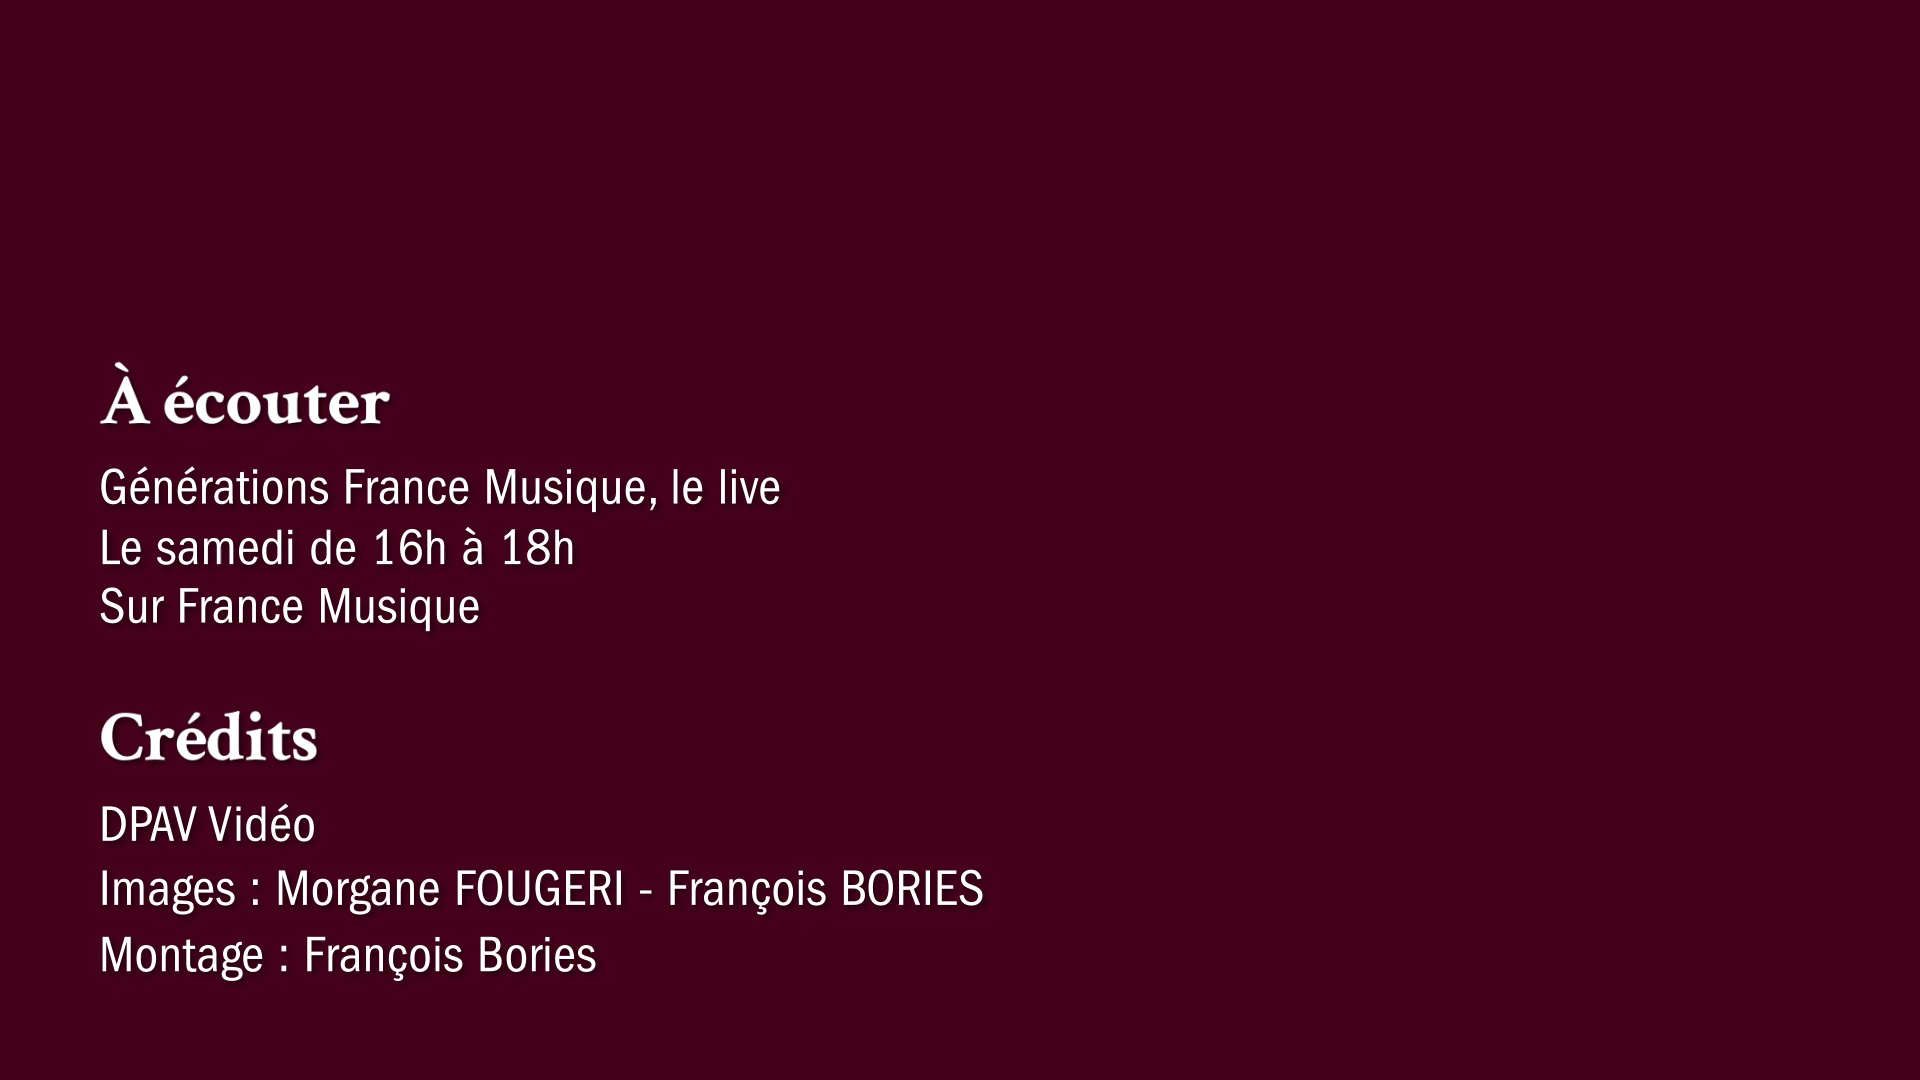 À écouter
Générations France Musique, le live
Le samedi de 16h à 18h
Sur France Musique
Crédits
DPAV Vidéo
Images : Morgane FOUGERI - François BORIES
Montage : François Bories